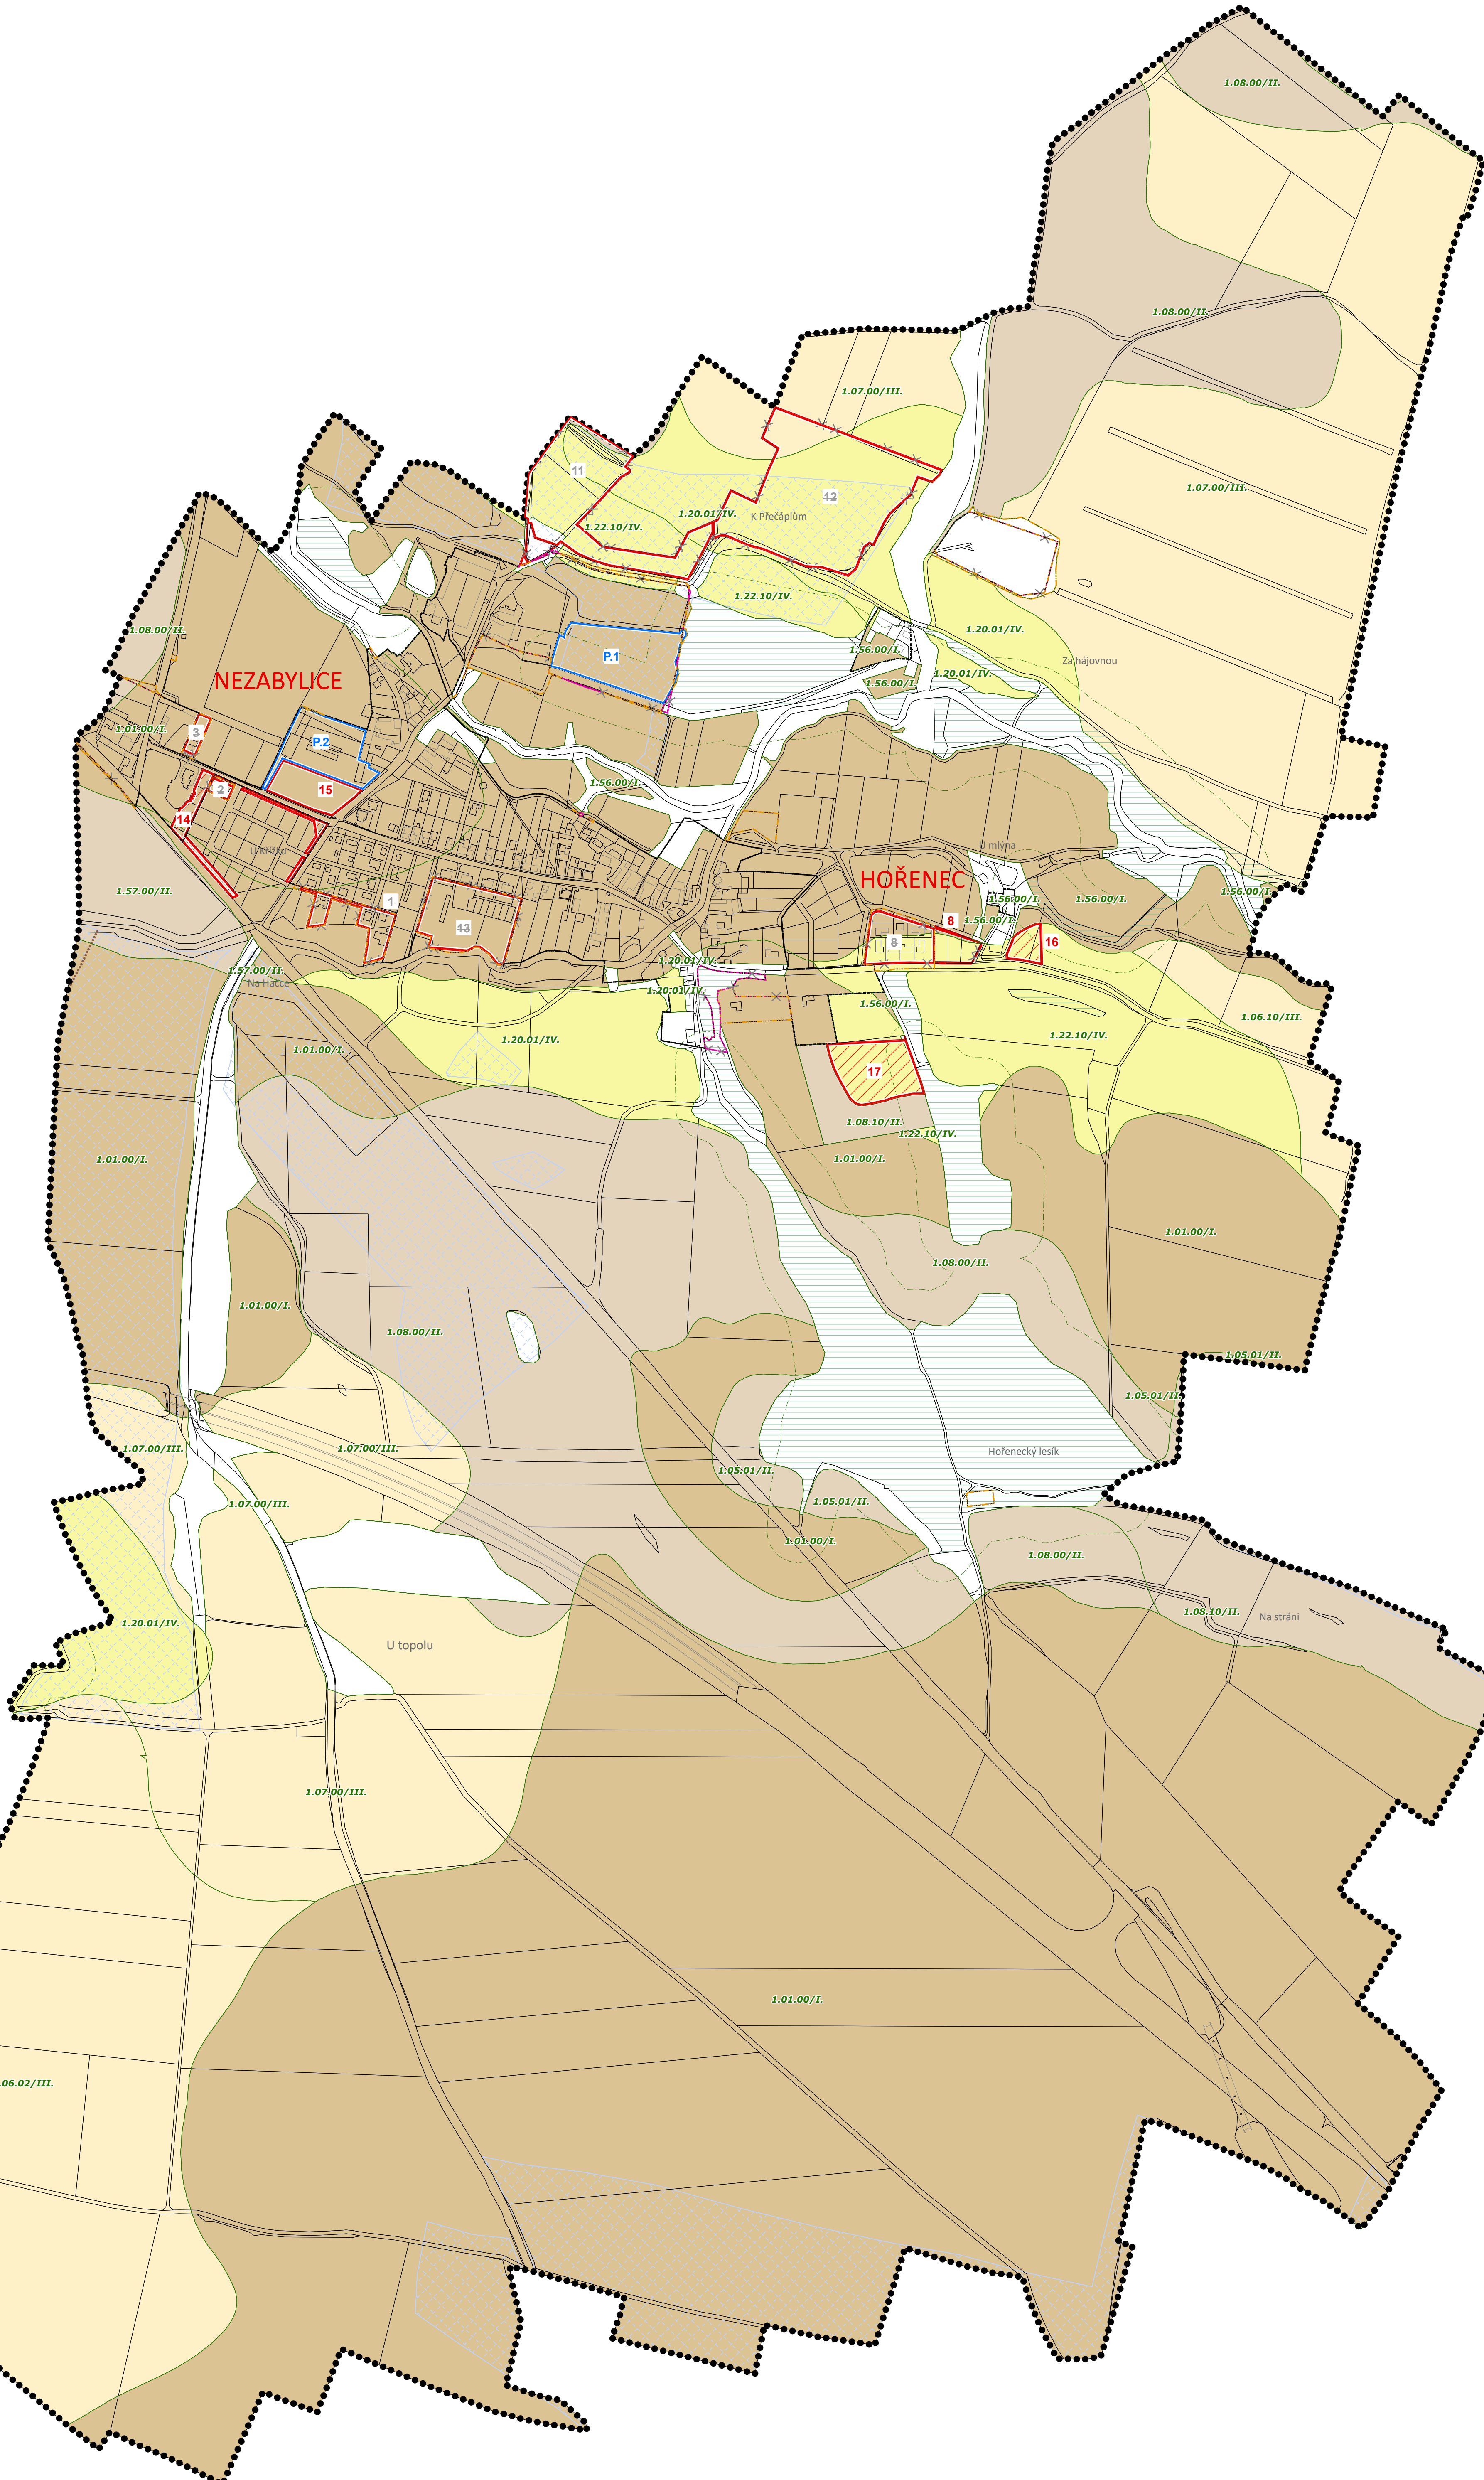 1.08.00/II.
1.08.00/II.
1.07.00/III.
11
1.07.00/III.
12
1.20.01/IV.
K Přečáplům
1.22.10/IV.
1.22.10/IV.
1.08.00/II.
1.20.01/IV.
1.56.00/I.
P.1
Za hájovnou
NEZABYLICE
1.20.01/IV.
1.56.00/I.
1.01.00/I.
3
P.2
1.56.00/I.
2
15
14
U Křížku
U mlýna
HOŘENEC
1.57.00/II.
1
1.56.00/I.
1.56.00/I.
1.56.00/I.
13
8
1.56.00/I.
8
16
1.20.01/IV.
1.57.00/II.
Na Hačce
1.20.01/IV.
1.56.00/I.
1.06.10/III.
1.22.10/IV.
1.20.01/IV.
1.01.00/I.
17
1.08.10/II.
1.22.10/IV.
1.01.00/I.
1.01.00/I.
1.01.00/I.
1.08.00/II.
1.01.00/I.
1.08.00/II.
1.05.01/II.
1.05.01/II.
1.07.00/III.
1.07.00/III.
Hořenecký lesík
1.05.01/II.
1.07.00/III.
1.05.01/II.
1.01.00/I.
1.08.00/II.
1.08.10/II.
Na stráni
1.20.01/IV.
U topolu
1.07.00/III.
1.01.00/I.
06.02/III.